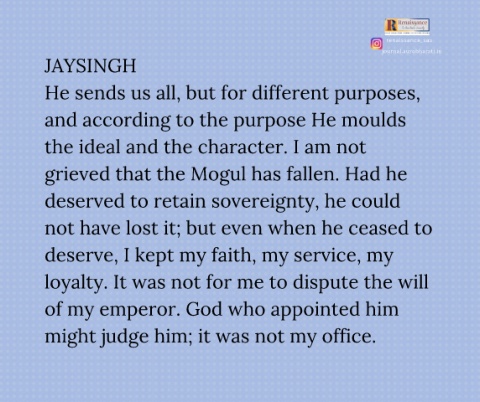 Renaissance
JAYSINGH
He sends us all, but for different purposes,
and according to the purpose He moulds
the ideal and the character. I am not
grieved that the Mogul has fallen. Had he
deserved to retain sovereignty, he could
not have lost it; but even when he ceased to
deserve, I kept my faith, my service, my
loyalty. It was not for me to dispute the will
of my emperor. God who appointed him
might judge him; it was not my office.